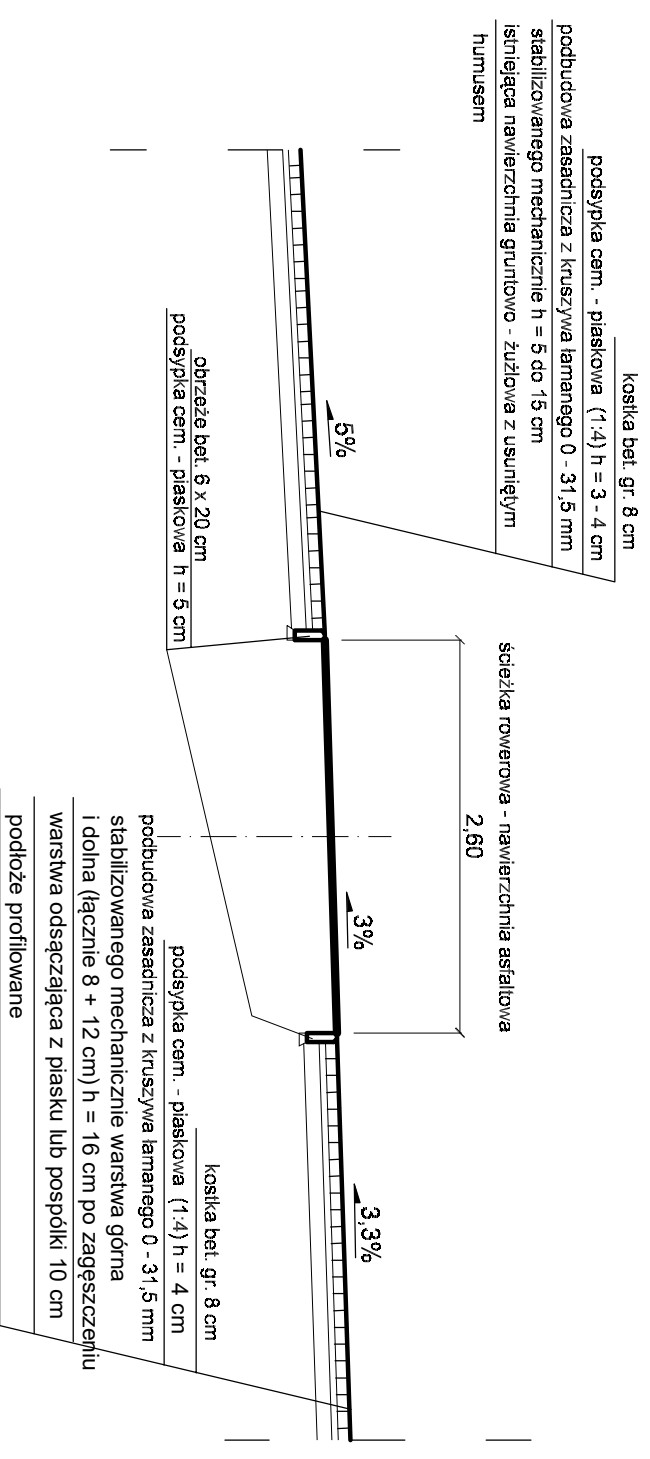 kostka bet. gr. 8 cm
podsypka cem. - piaskowa (1:4) h = 3 - 4 cm
podbudowa zasadnicza z kruszywa łamanego 0 - 31,5 mm
stabilizowanego mechanicznie h = 5 do 15 cm
istniejąca nawierzchnia gruntowo - żużlowa z usuniętym
humusem
ścieżka rowerowa - nawierzchnia asfaltowa
2,60
5%
3%
3,3%
obrzeże bet. 6 x 20 cm
podsypka cem. - piaskowa h = 5 cm
kostka bet. gr. 8 cm
podsypka cem. - piaskowa (1:4) h = 4 cm
podbudowa zasadnicza z kruszywa łamanego 0 - 31,5 mm
stabilizowanego mechanicznie warstwa górna
i dolna (łącznie 8 + 12 cm) h = 16 cm po zagęszczeniu
warstwa odsączająca z piasku lub pospólki 10 cm
podłoże profilowane